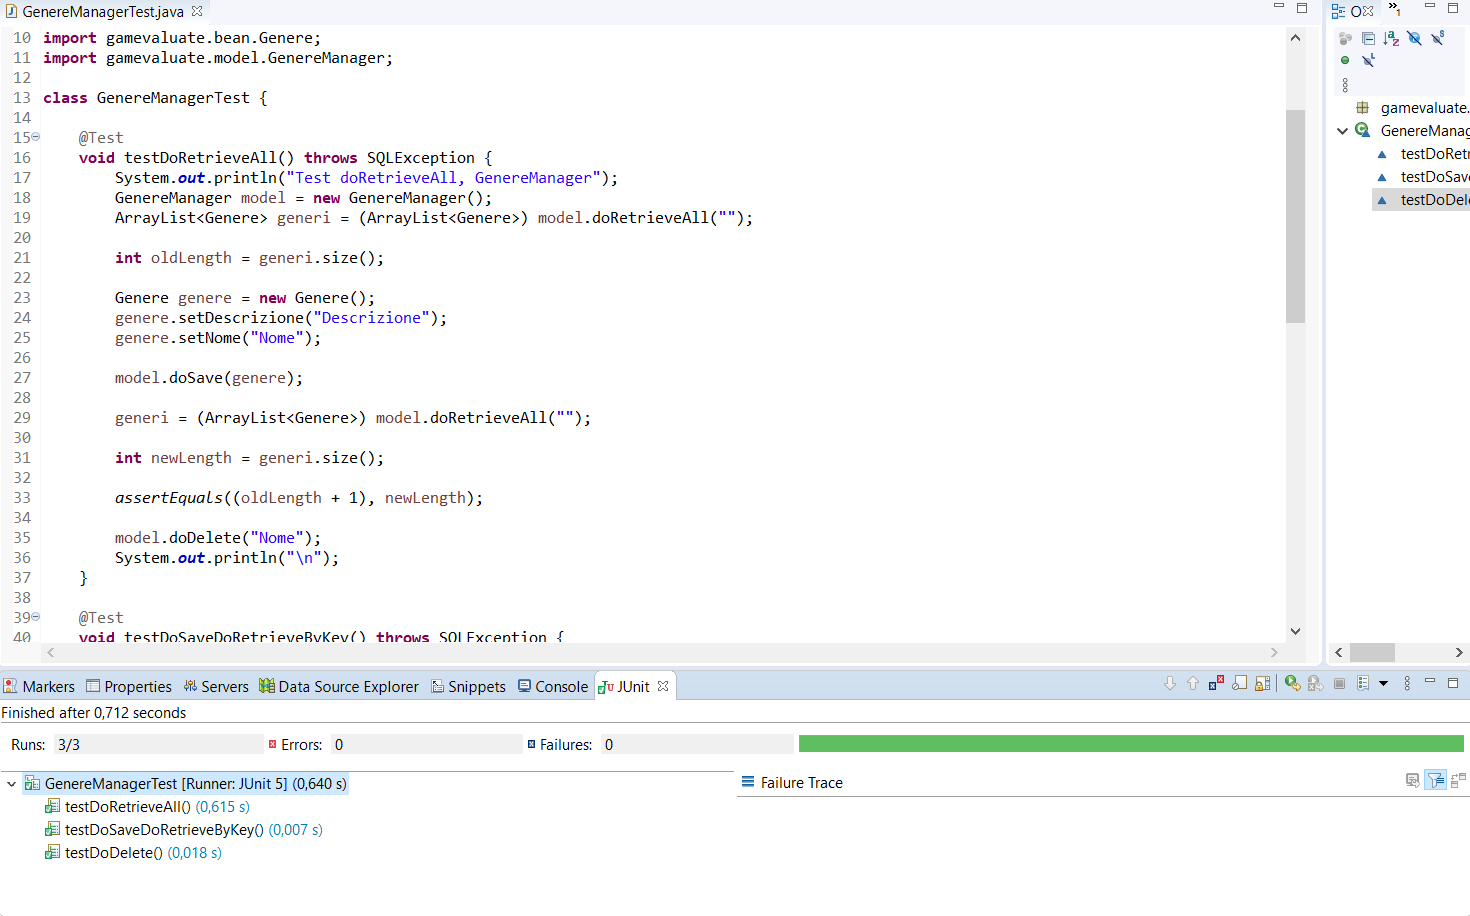 GenereManagerTest.java
10 import gamevaluate.bean.Genere;
11 import gamevaluate.model.GenereManager;
12
13 class GenereManagerTest {
14
15 @Test
16 void testDoRetrieveAll() throws SQLException {
17 System.out.println("Test doRetrieveAll, GenereManager");
18 GenereManager model = new GenereManager();
19 ArrayList<Genere> generi = (ArrayList<Genere>) model.doRetrieveAll("");
20
21 int oldLength = generi.size();
22
23 Genere genere = new Genere();
24 genere.setDescrizione("Descrizione");
25 genere.setNome("Nome");
26
27 model.doSave(genere);
28
29 generi = (ArrayList<Genere>) model.doRetrieveAll("");
30
31 int newLength = generi.size();
32
33 assertEquals((oldLength + 1), newLength);
34
35 model.doDelete("Nome");
36 System.out.println("\n");
37 }
38
39 @Test
40 void testDoSaveDoRetrieveByKey() throws SQLException {
O
1
gamevaluate.
GenereManag
testDoRetr
testDoSave
testDoDele
Markers Properties Servers Data Source Explorer Snippets Console JUnit
Finished after 0,712 seconds
Runs: 3/3 Errors: 0 Failures: 0
GenereManagerTest [Runner: JUnit 5] (0,640 s)
testDoRetrieveAll() (0,615 s)
testDoSaveDoRetrieveByKey() (0,007 s)
testDoDelete() (0,018 s)
Failure Trace